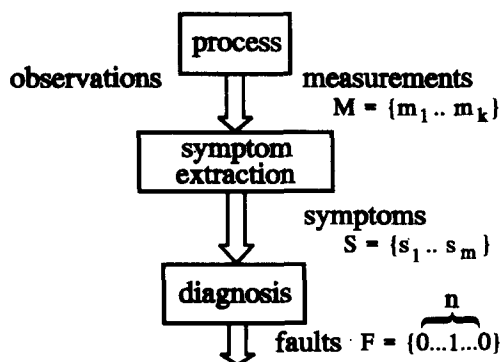 process
observations measurements
M = {m₁ .. mₖ}
symptom
extraction
symptoms
S = {s₁ .. sₘ}
n
diagnosis
faults F = {0...1...0}